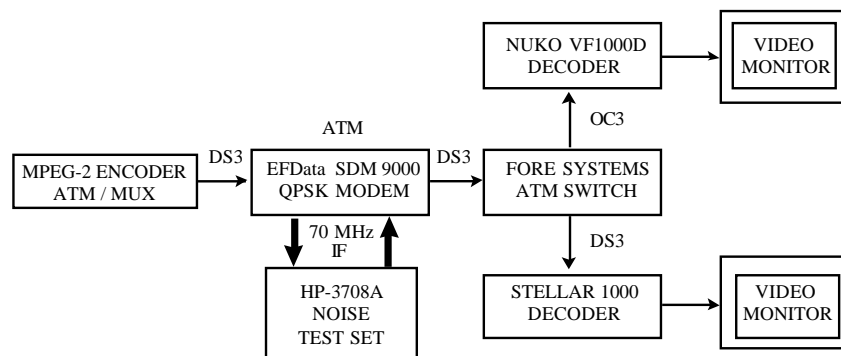 NUKO VF1000D
DECODER
VIDEO
MONITOR
ATM
OC3
DS3
DS3
MPEG-2 ENCODER
ATM / MUX
EFData SDM 9000
QPSK MODEM
FORE SYSTEMS
ATM SWITCH
70 MHz
IF
DS3
HP-3708A
NOISE
TEST SET
STELLAR 1000
DECODER
VIDEO
MONITOR